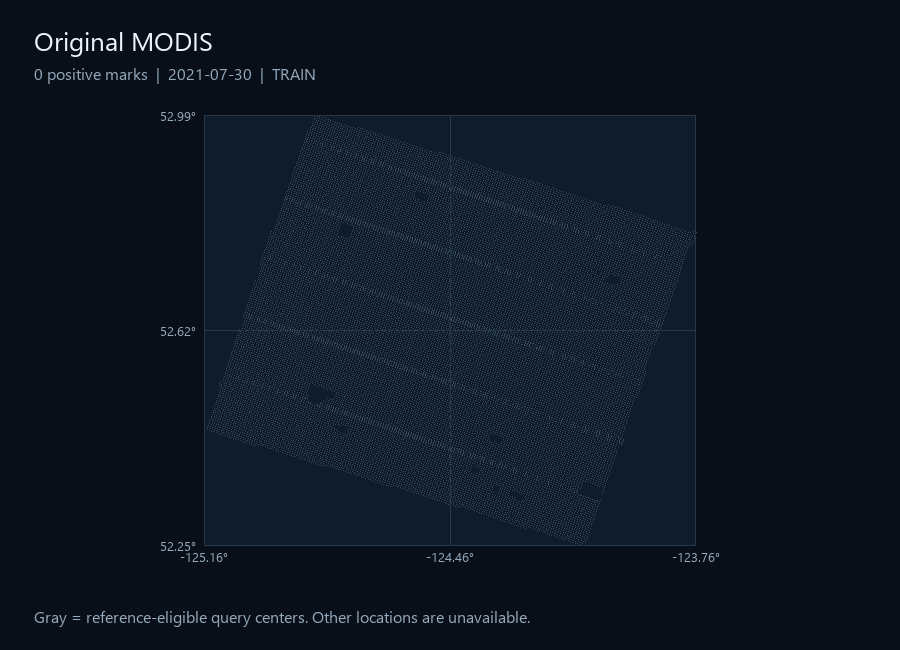 Original MODIS
0 positive marks | 2021-07-30 | TRAIN
52.99°
52.62°
52.25°
-125.16°
-124.46°
-123.76°
Gray = reference-eligible query centers. Other locations are unavailable.